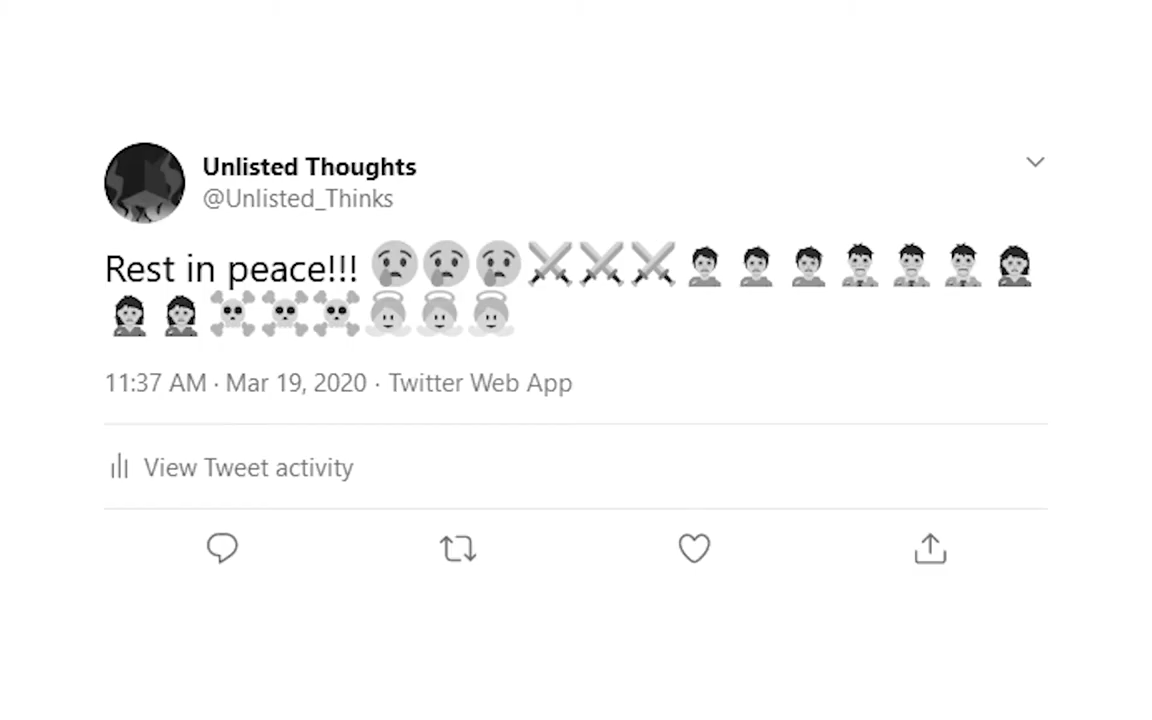 Unlisted Thoughts
@Unlisted_Thinks
Rest in peace!!!
11:37 AM · Mar 19, 2020 · Twitter Web App
View Tweet activity